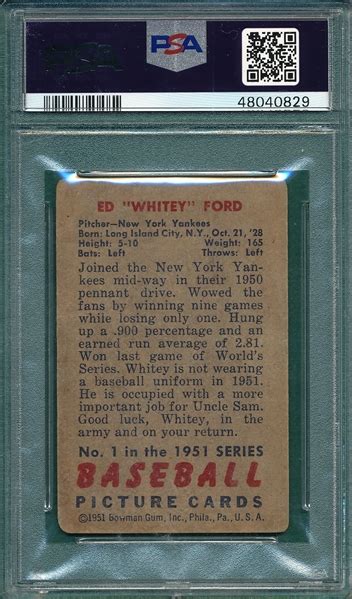 PSA
48040829
ED "WHITEY" FORD
Pitcher—New York Yankees
Born: Long Island City, N.Y., Oct. 21, '28
Height: 5-10 Weight: 165
Bats: Left Throws: Left
Joined the New York Yan-
kees mid-way in their 1950
pennant drive. Wowed the
fans by winning nine games
while losing only one. Hung
up a .900 percentage and an
earned run average of 2.81.
Won last game of World's
Series. Whitey is not wearing
a baseball uniform in 1951.
He is occupied with a more
important job for Uncle Sam.
Good luck, Whitey, in the
army and on your return.
No. 1 in the 1951 SERIES
BASEBALL
PICTURE CARDS
©1951 Bowman Gum, Inc., Phila., Pa., U. S. A.